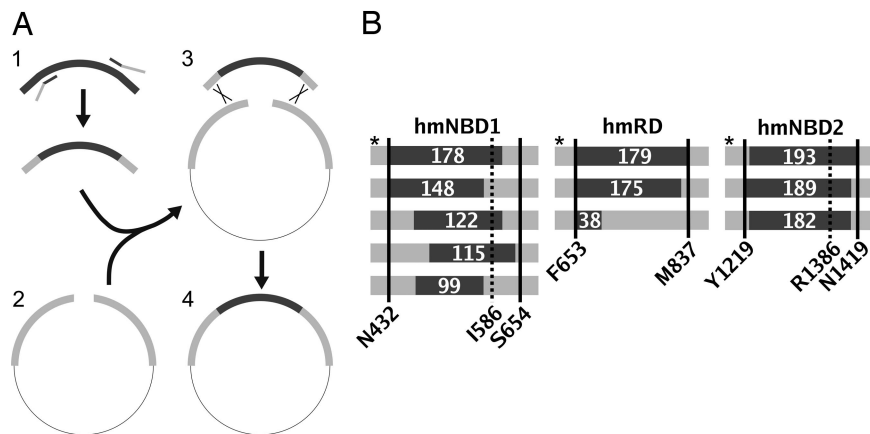 A
1
3
2
4
B
hmNBD1
*
178
148
122
115
99
N432
I586
S654
hmRD
*
179
175
38
F653
M837
hmNBD2
*
193
189
182
Y1219
R1386
N1419